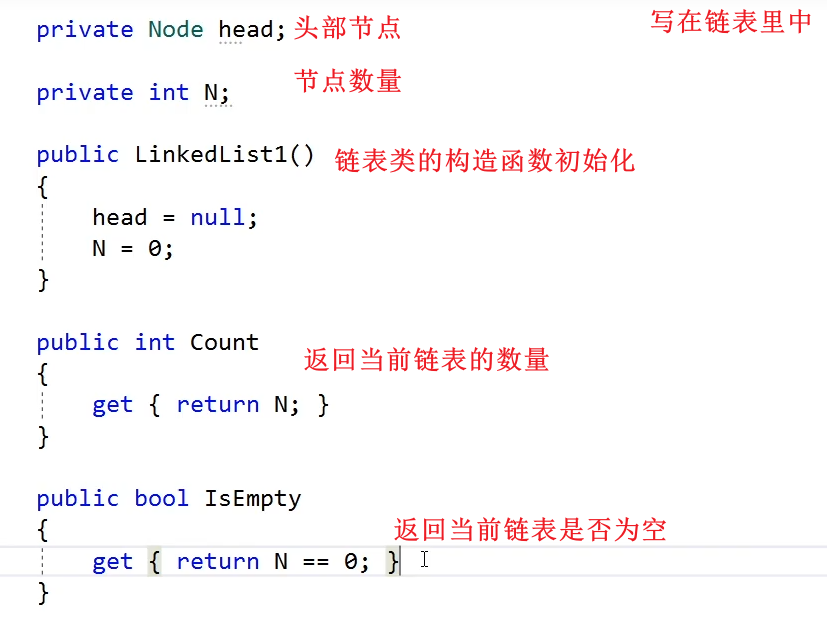 private Node head; 头部节点 写在链表里中
private int N; 节点数量
public LinkedList1() 链表类的构造函数初始化
{
head = null;
N = 0;
}
public int Count
返回当前链表的数量
{
get { return N; }
}
public bool IsEmpty
{ 返回当前链表是否为空
get { return N == 0; }
}